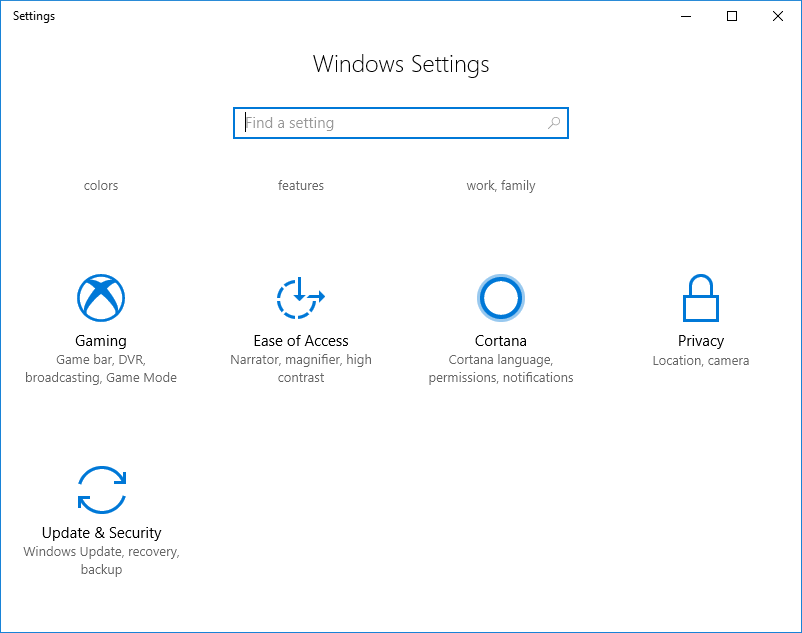 Settings
Windows Settings
Find a setting
colors
features
work, family
Gaming
Game bar, DVR,
broadcasting, Game Mode
Ease of Access
Narrator, magnifier, high
contrast
Cortana
Cortana language,
permissions, notifications
Privacy
Location, camera
Update & Security
Windows Update, recovery,
backup